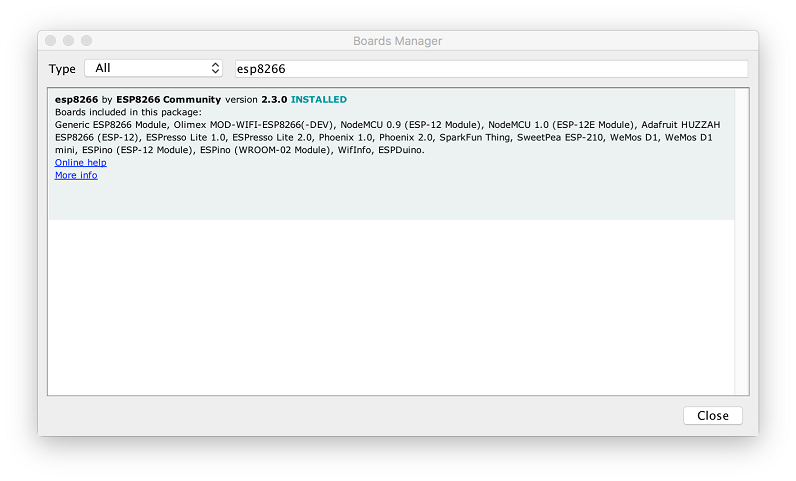 Boards Manager
Type All esp8266
esp8266 by ESP8266 Community version 2.3.0 INSTALLED
Boards included in this package:
Generic ESP8266 Module, Olimex MOD-WIFI-ESP8266(-DEV), NodeMCU 0.9 (ESP-12 Module), NodeMCU 1.0 (ESP-12E Module), Adafruit HUZZAH
ESP8266 (ESP-12), ESPresso Lite 1.0, ESPresso Lite 2.0, Phoenix 1.0, Phoenix 2.0, SparkFun Thing, SweetPea ESP-210, WeMos D1, WeMos D1
mini, ESPino (ESP-12 Module), ESPino (WROOM-02 Module), WifInfo, ESPDuino.
Online help
More info
Close